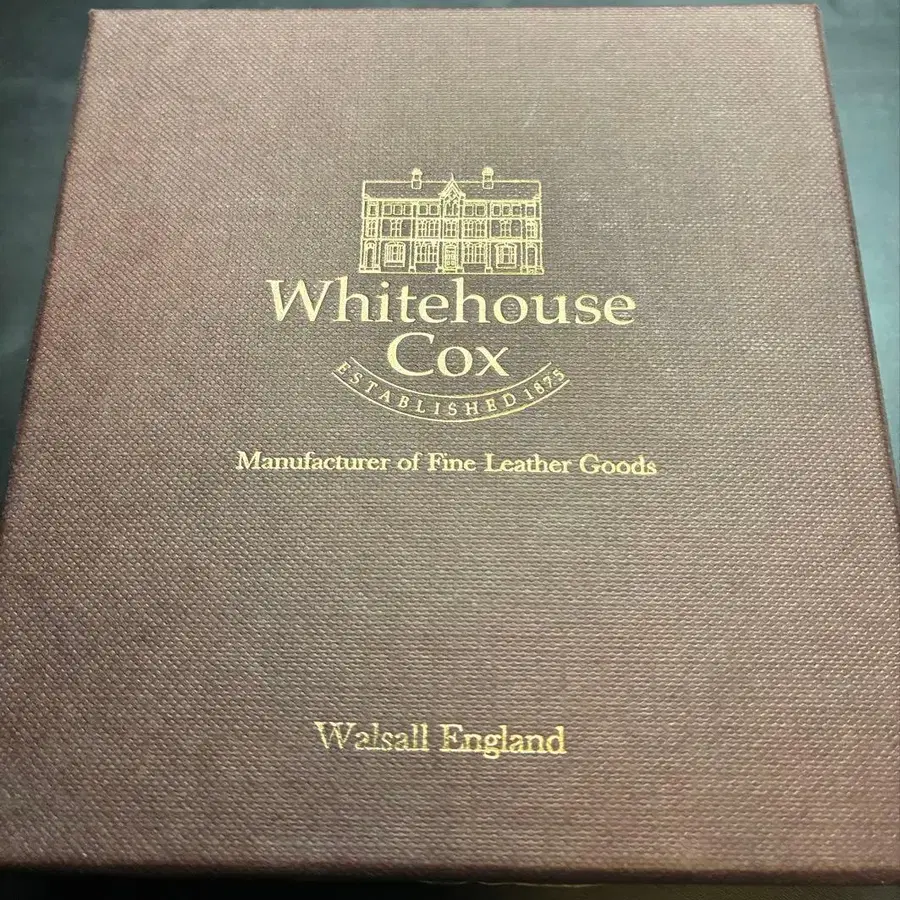 Whitehouse
Cox
ESTABLISHED 1875
Manufacturer of Fine Leather Goods
Walsall England